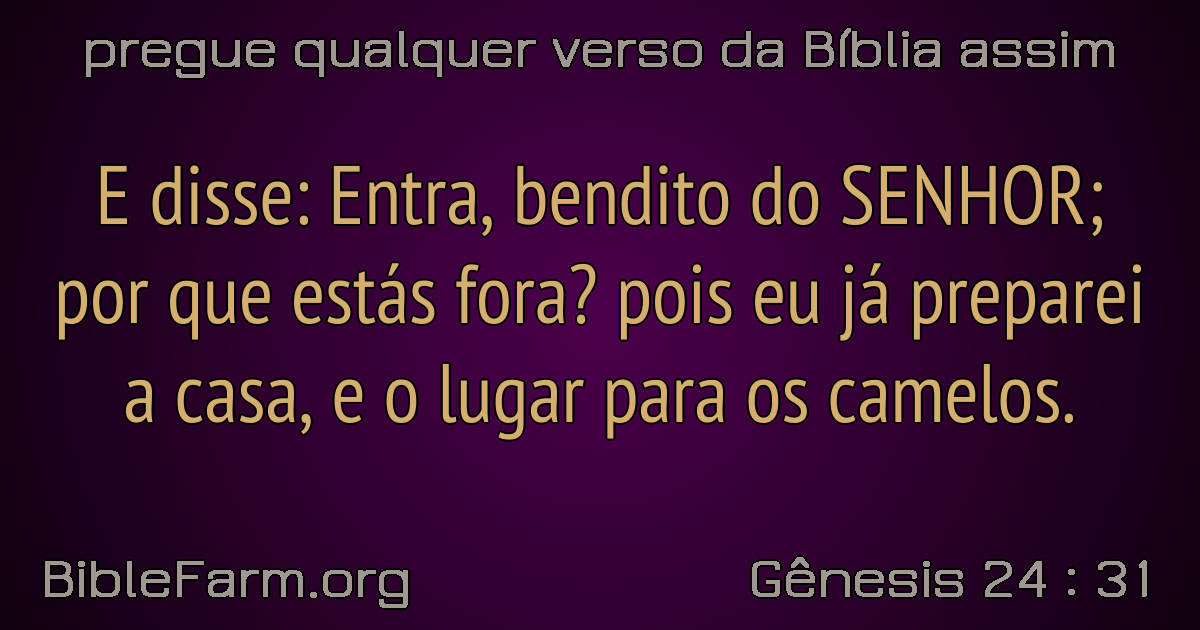 pregue qualquer verso da Bíblia assim
E disse: Entra, bendito do SENHOR;
por que estás fora? pois eu já preparei
a casa, e o lugar para os camelos.
BibleFarm.org
Gênesis 24 : 31